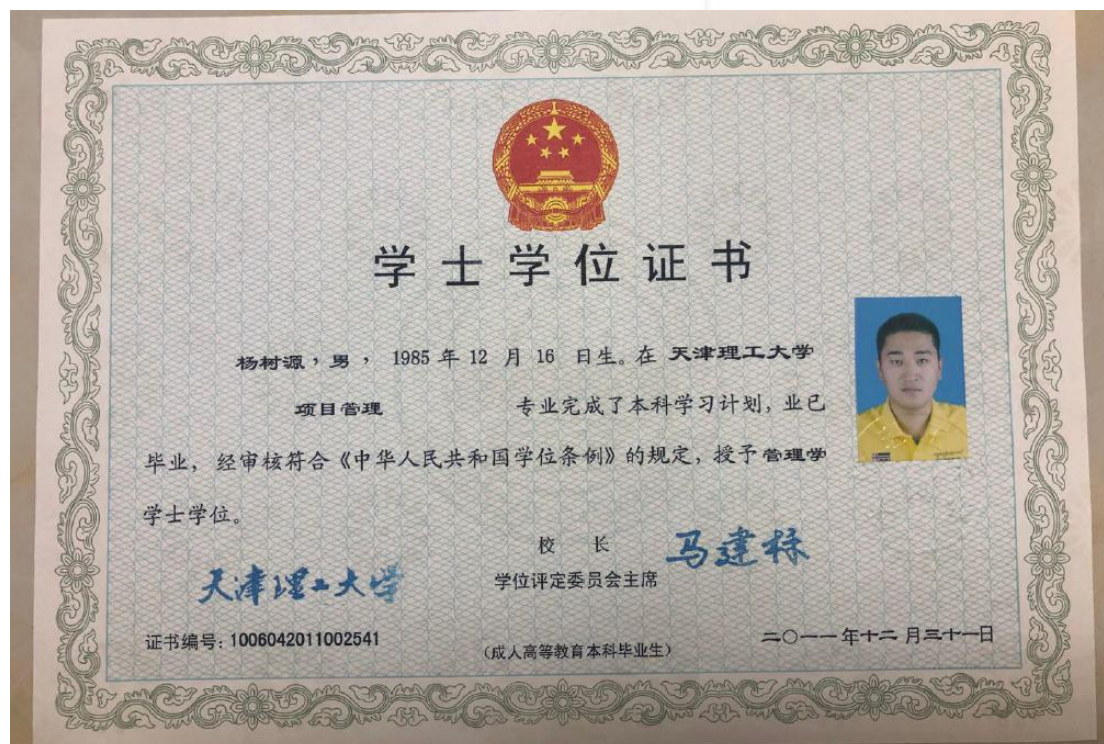 学士学位证书
杨树源，男， 1985 年 12 月 16 日生。在 天津理工大学
项目管理 专业完成了本科学习计划，业已
毕业，经审核符合《中华人民共和国学位条例》的规定，授予管理学
学士学位。
校 长 马建标
天津理工大学 学位评定委员会主席
证书编号：1006042011002541
（成人高等教育本科毕业生）
二〇一一年十二月三十一日